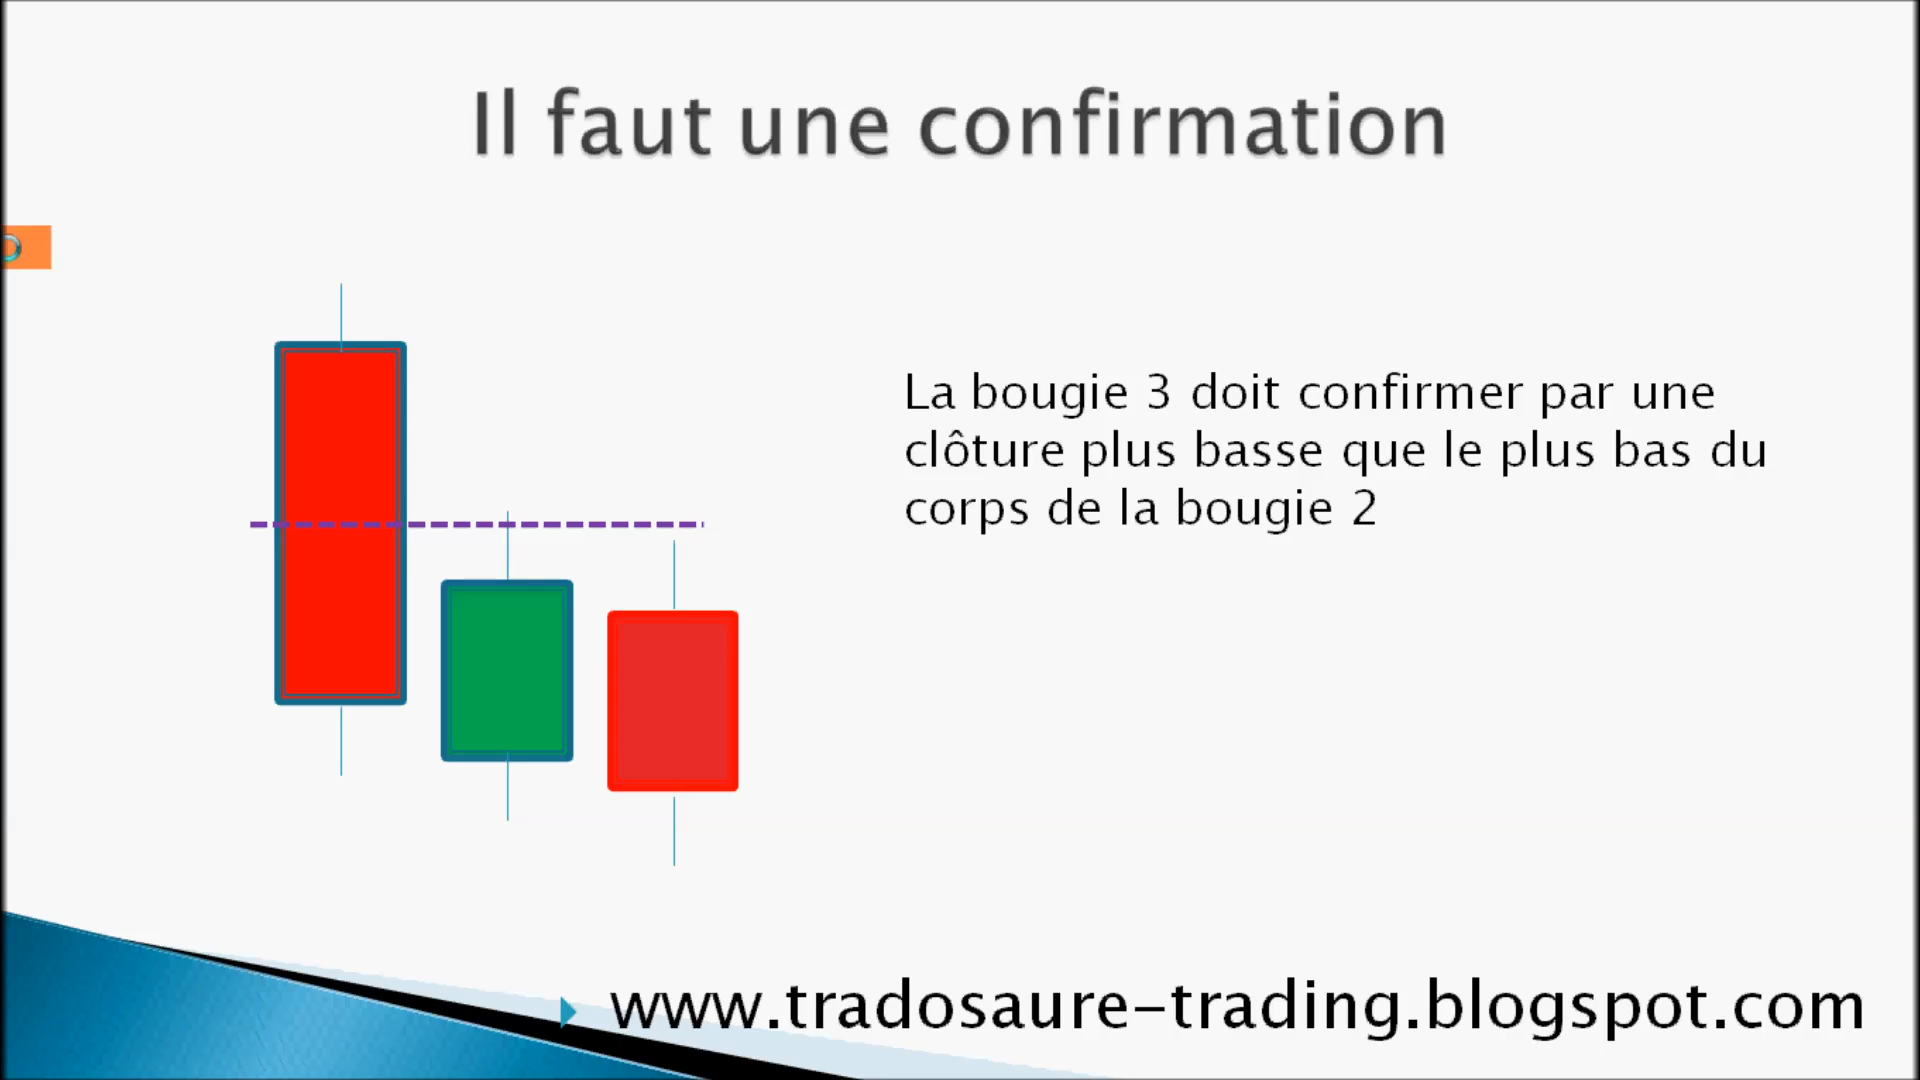 Il faut une confirmation
La bougie 3 doit confirmer par une
clôture plus basse que le plus bas du
corps de la bougie 2
www.tradosaure-trading.blogspot.com